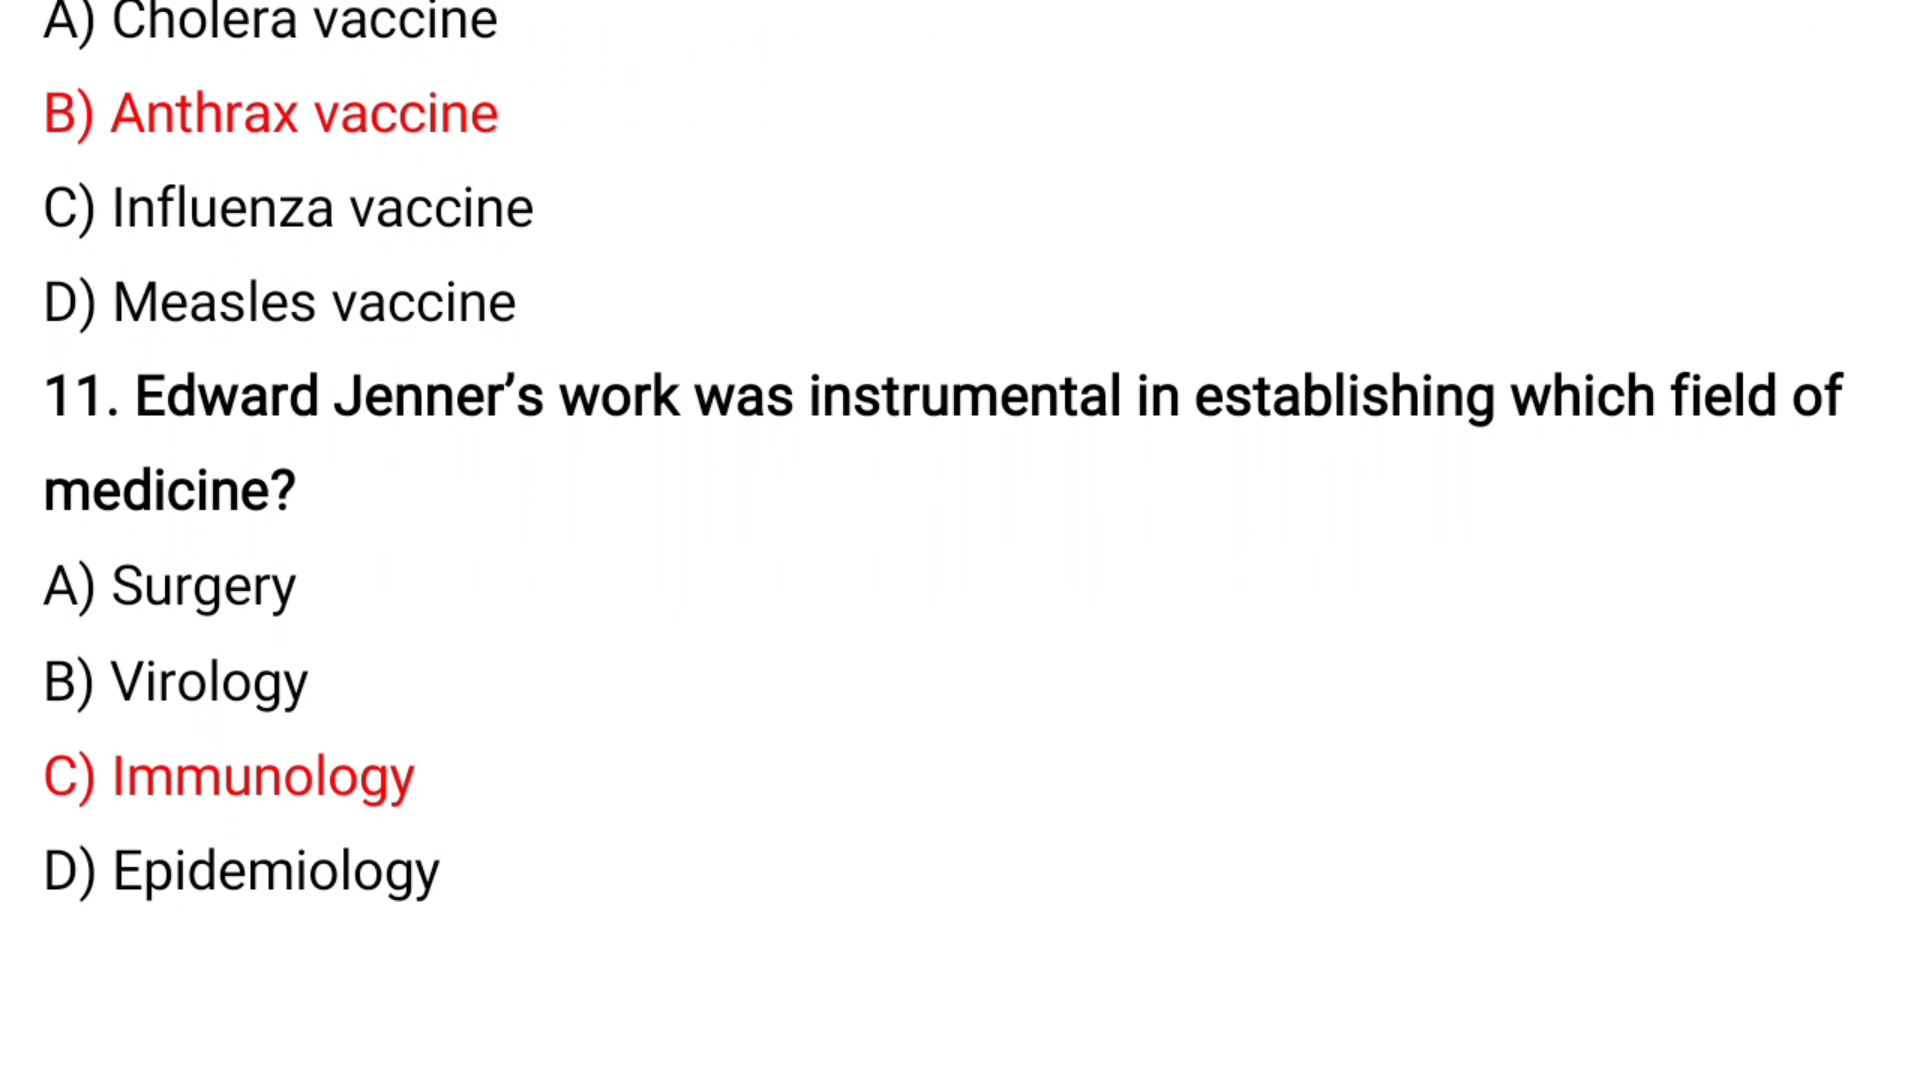 A) Cholera vaccine
B) Anthrax vaccine
C) Influenza vaccine
D) Measles vaccine
11. Edward Jenner’s work was instrumental in establishing which field of
medicine?
A) Surgery
B) Virology
C) Immunology
D) Epidemiology